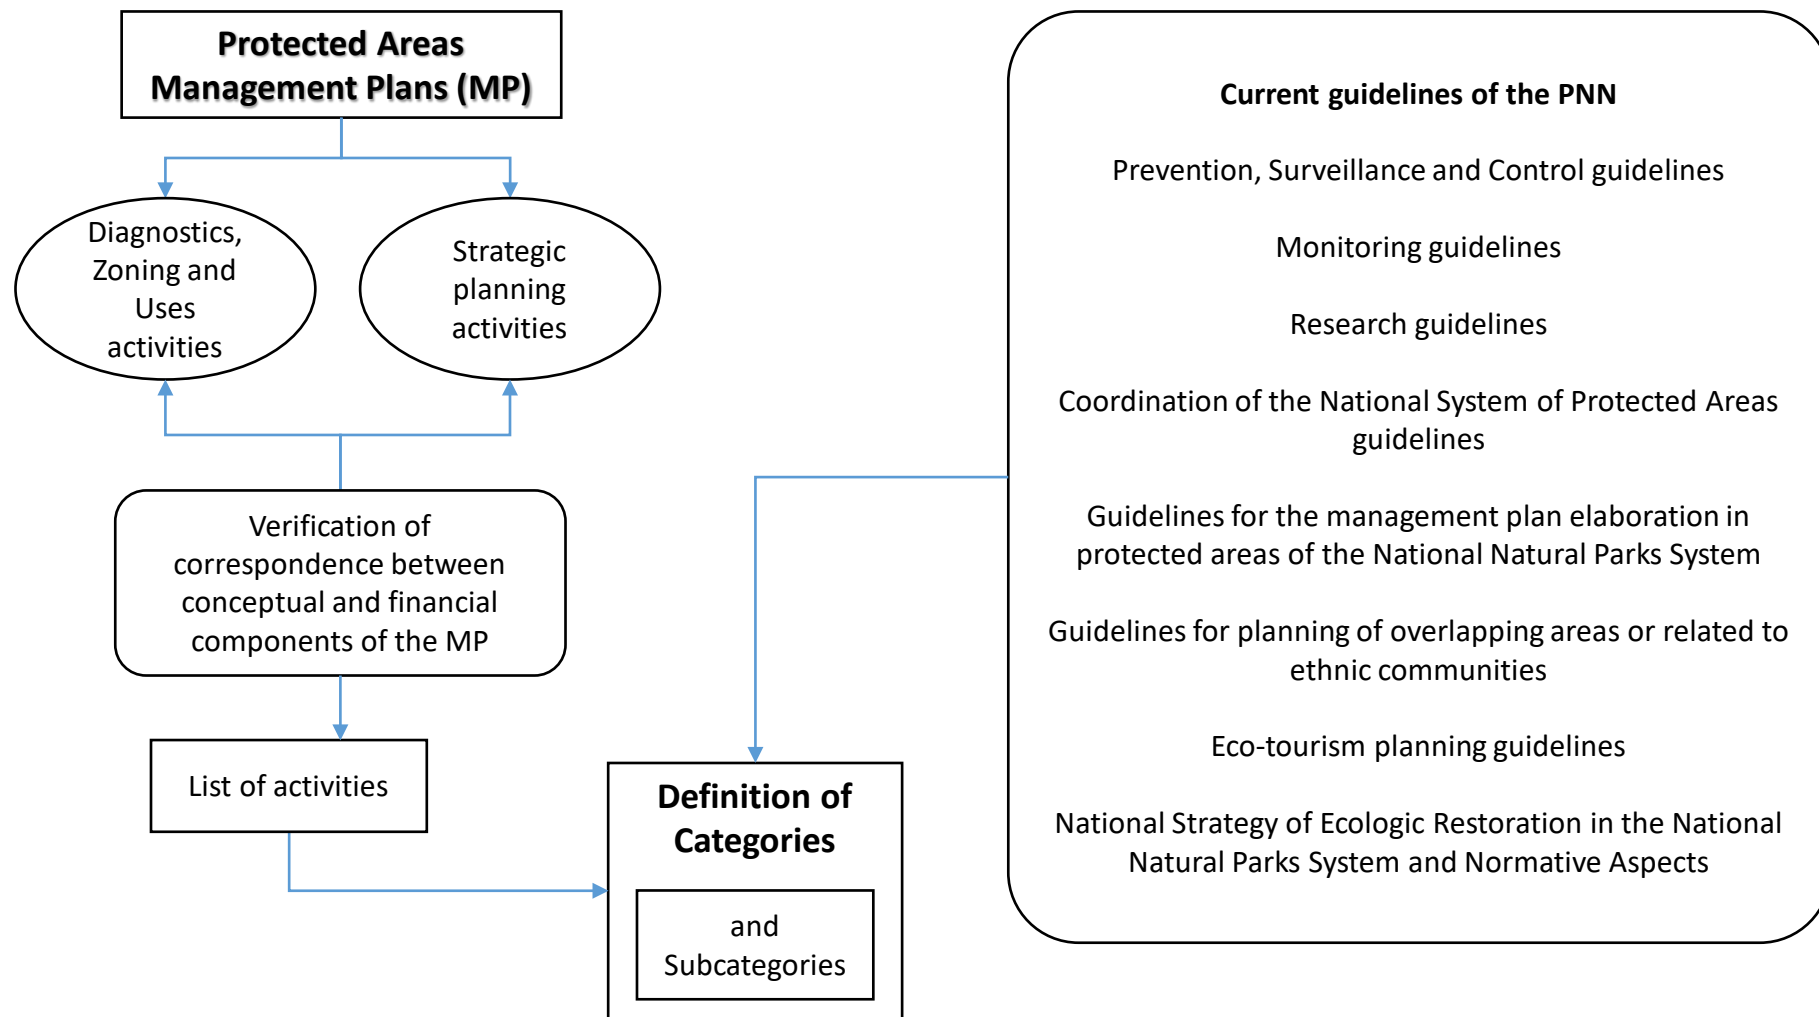 Protected Areas
Management Plans (MP)
Diagnostics,
Zoning and
Uses
activities
Strategic
planning
activities
Verification of
correspondence between
conceptual and financial
components of the MP
List of activities
Definition of
Categories
and
Subcategories
Current guidelines of the PNN
Prevention, Surveillance and Control guidelines
Monitoring guidelines
Research guidelines
Coordination of the National System of Protected Areas
guidelines
Guidelines for the management plan elaboration in
protected areas of the National Natural Parks System
Guidelines for planning of overlapping areas or related to
ethnic communities
Eco-tourism planning guidelines
National Strategy of Ecologic Restoration in the National
Natural Parks System and Normative Aspects